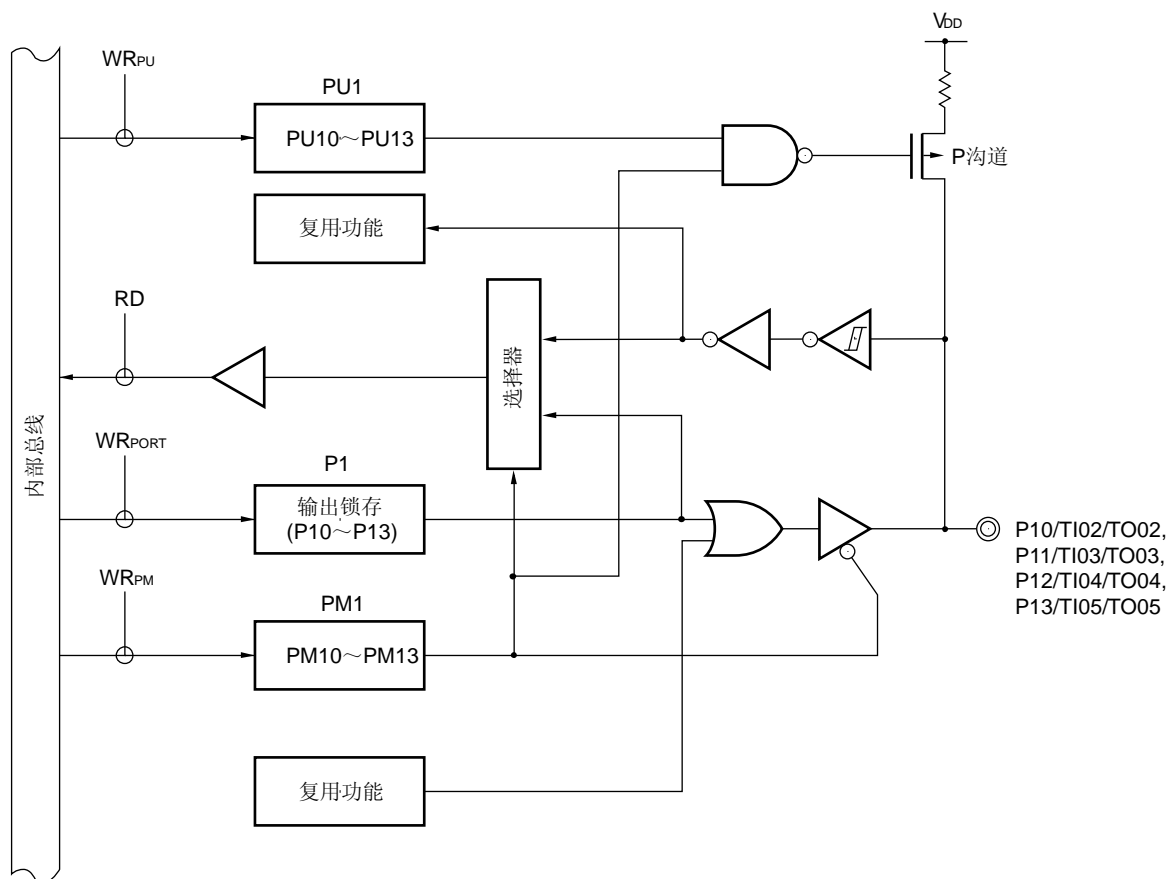 VDD
WRPU
PU1
PU10～PU13
P沟道
复用功能
RD
选择器
内部总线
WRPORT
P1
输出锁存
(P10～P13)
P10/TI02/TO02,
P11/TI03/TO03,
P12/TI04/TO04,
P13/TI05/TO05
WRPM
PM1
PM10～PM13
复用功能